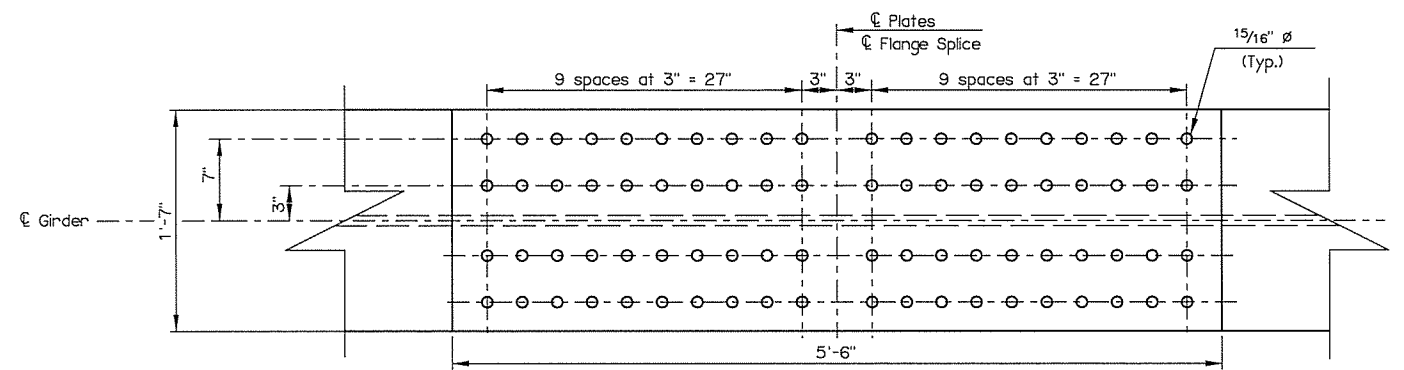 ℄ Plates
℄ Flange Splice
15/16" Ø
(Typ.)
9 spaces at 3" = 27"
3"
3"
9 spaces at 3" = 27"
7"
3"
℄ Girder
1'-7"
5'-6"